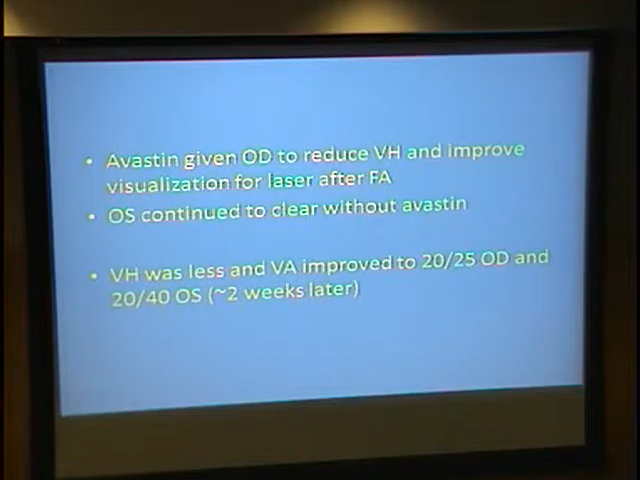 • Avastin given OD to reduce VH and improve
visualization for laser after FA
• OS continued to clear without avastin
• VH was less and VA improved to 20/25 OD and
20/40 OS (~2 weeks later)